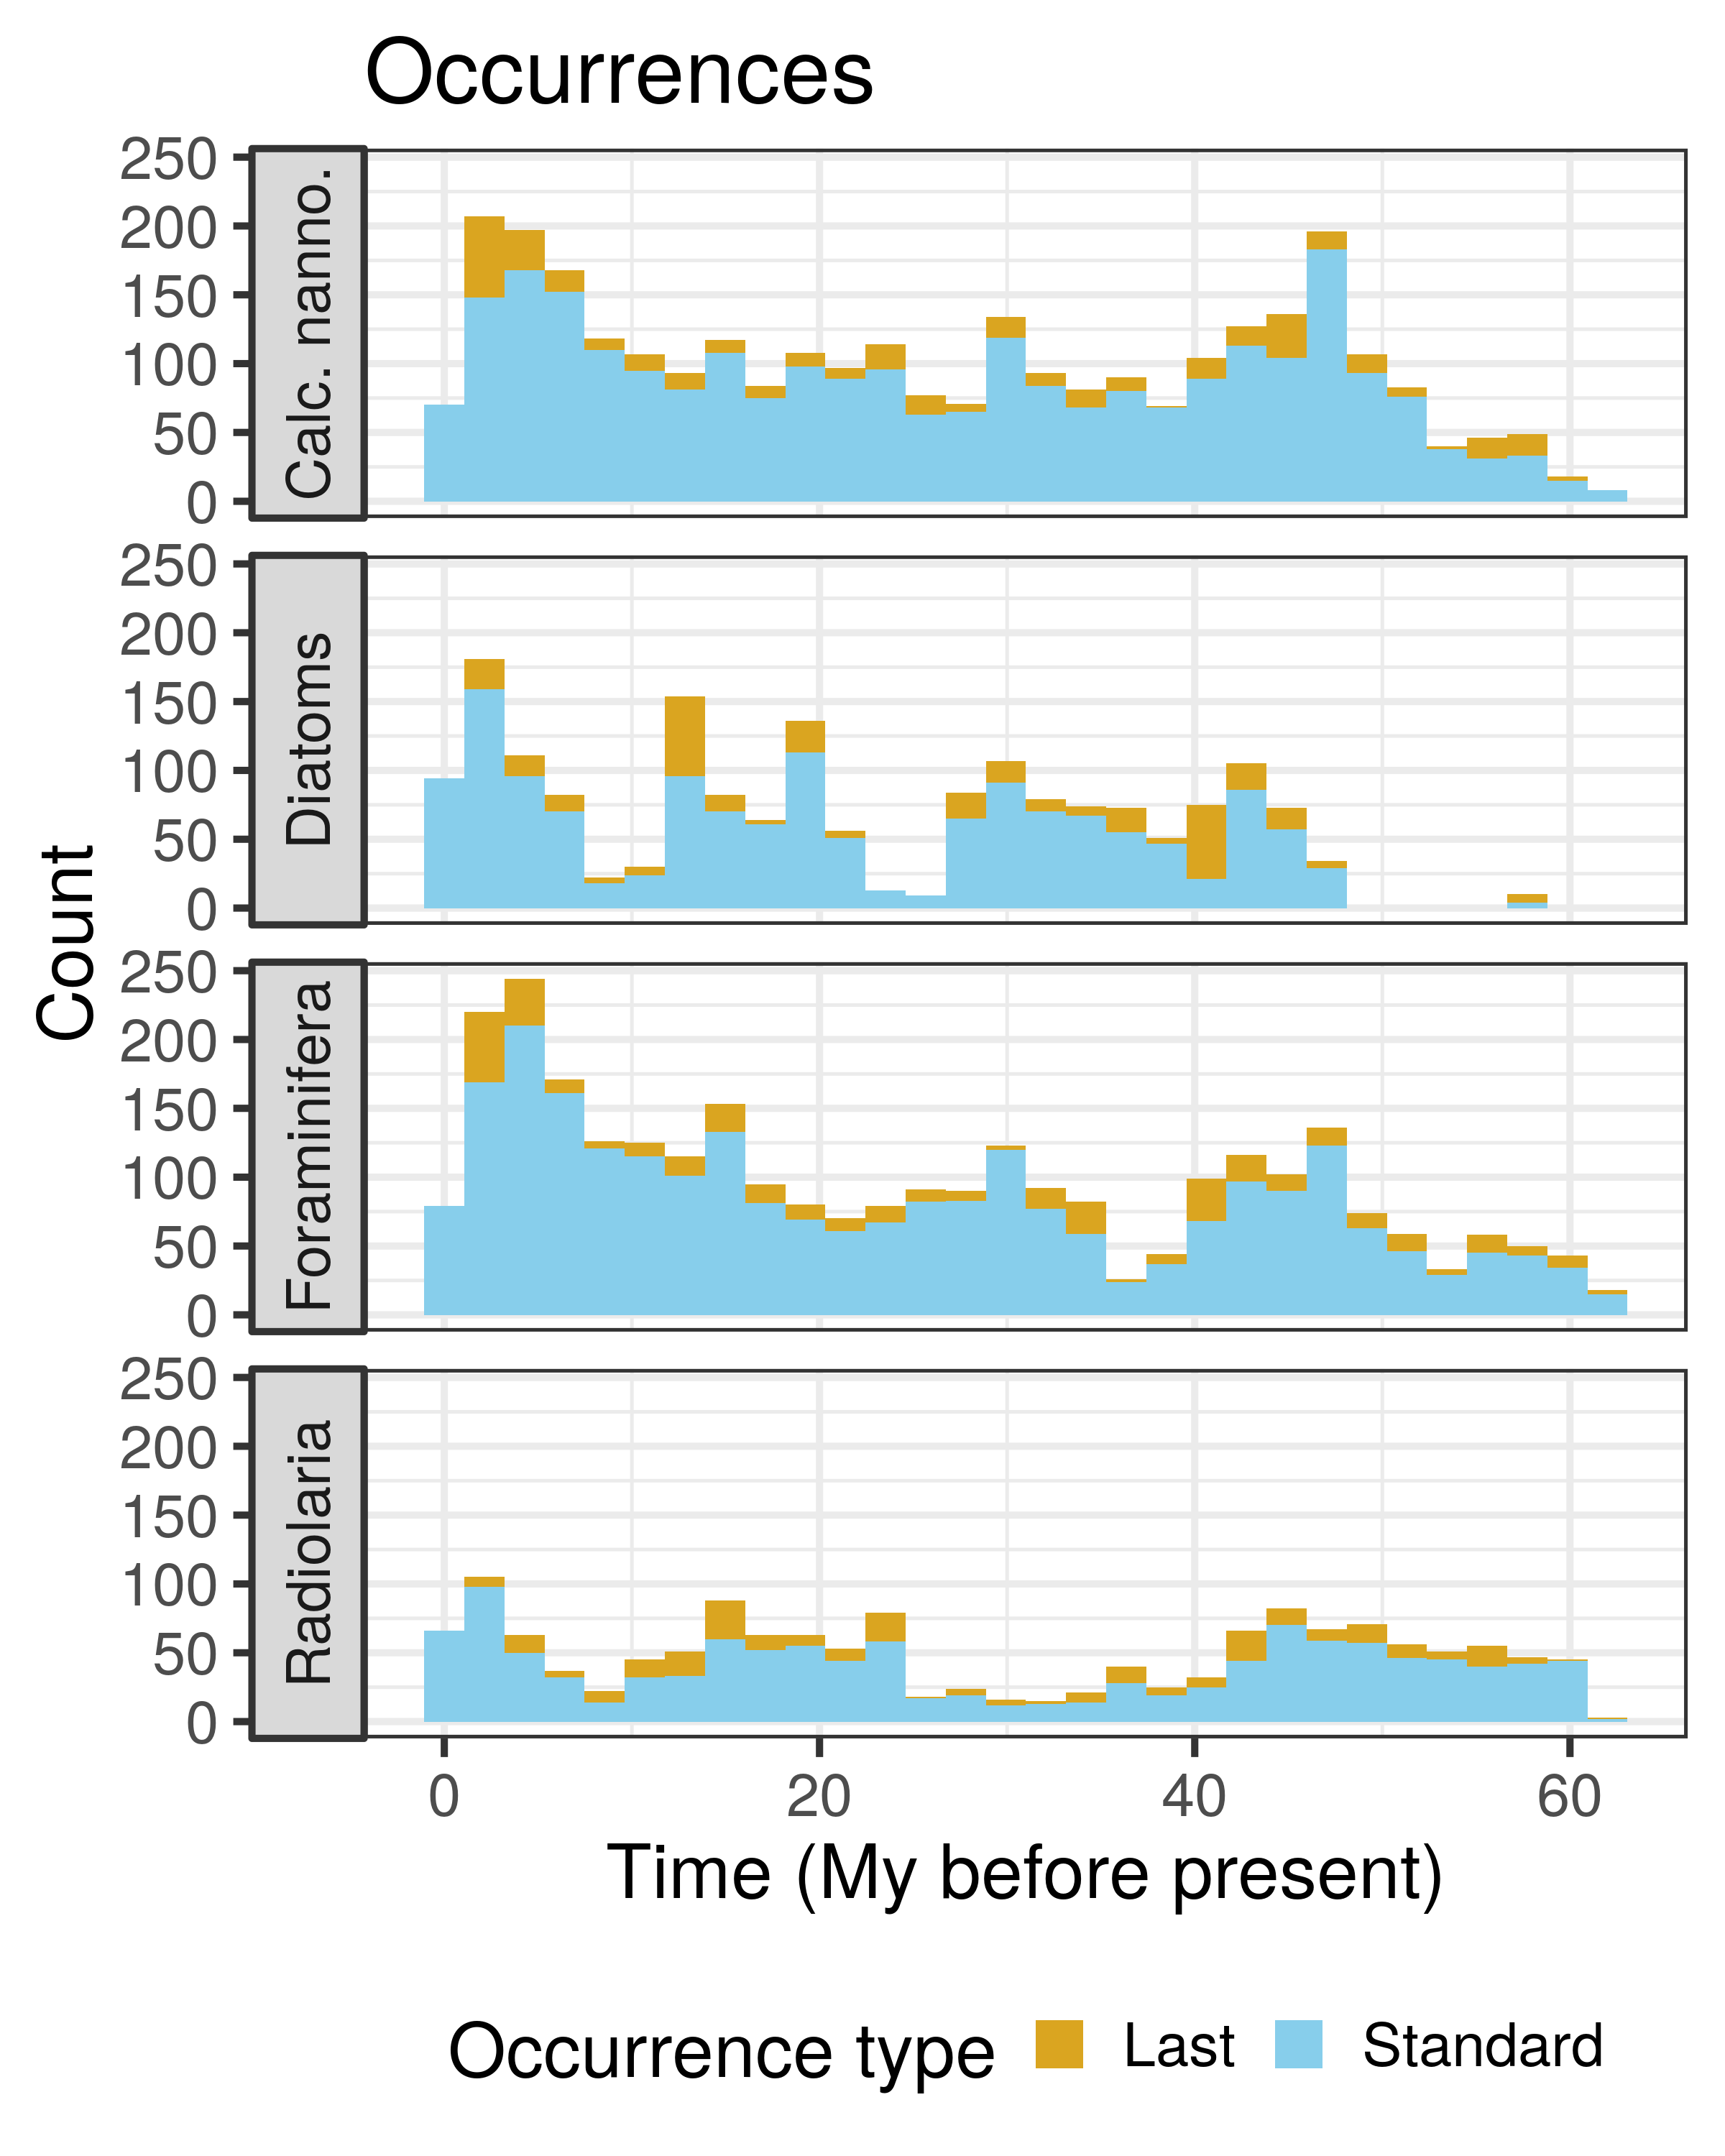 Occurrences
Count
Calc. nanno.
250
200
150
100
50
0
Diatoms
250
200
150
100
50
0
Foraminifera
250
200
150
100
50
0
Radiolaria
250
200
150
100
50
0
0 20 40 60
Time (My before present)
Occurrence type Last Standard